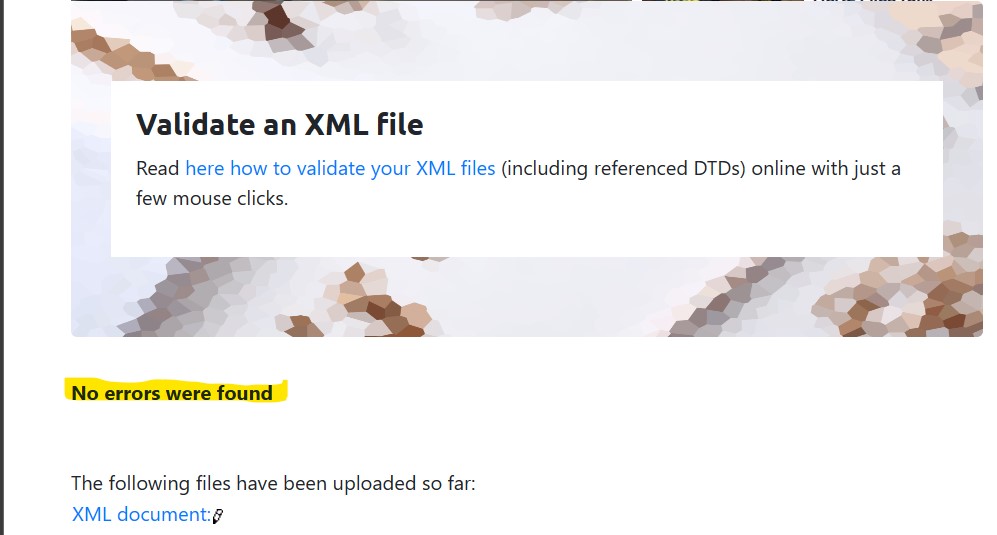 Validate an XML file
Read here how to validate your XML files (including referenced DTDs) online with just a
few mouse clicks.
No errors were found
The following files have been uploaded so far:
XML document: